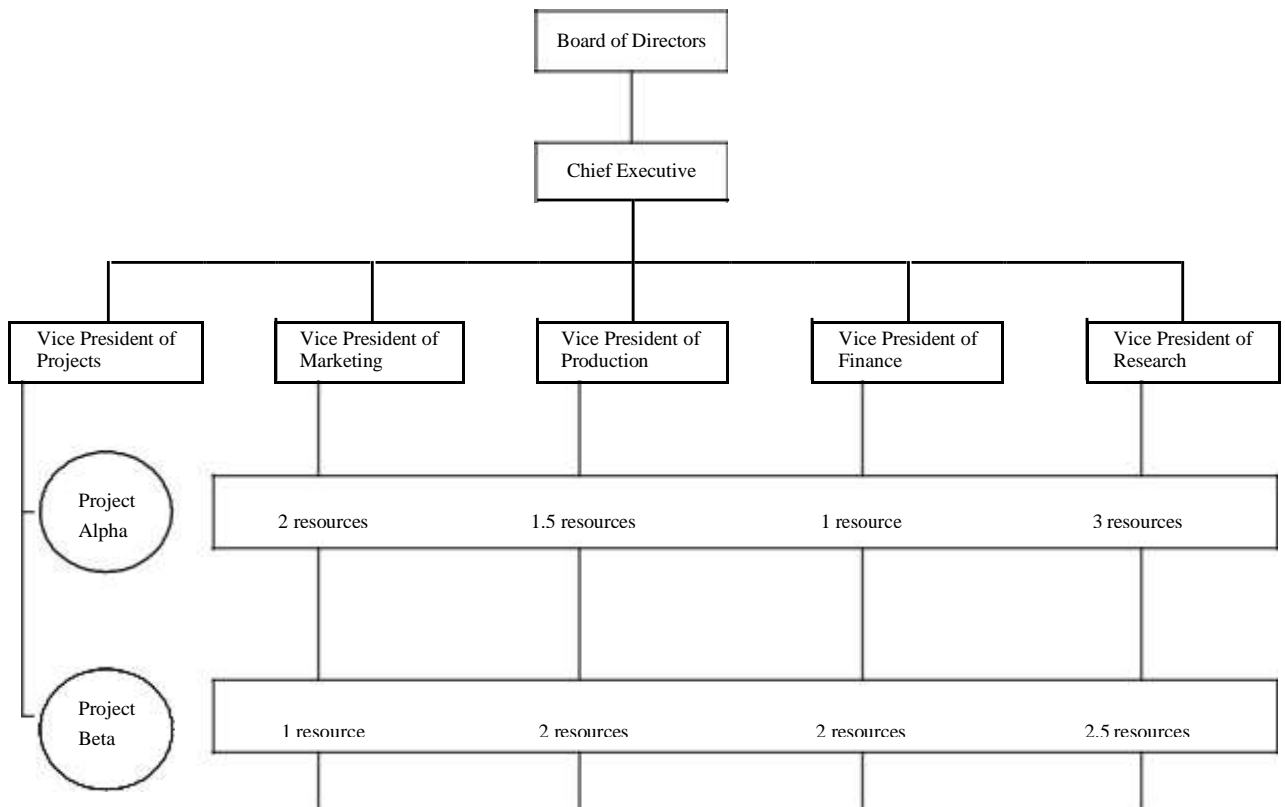 Board of Directors
Chief Executive
Vice President of
Projects
Vice President of
Marketing
Vice President of
Production
Vice President of
Finance
Vice President of
Research
Project
Alpha
2 resources
1.5 resources
1 resource
3 resources
Project
Beta
1 resource
2 resources
2 resources
2.5 resources